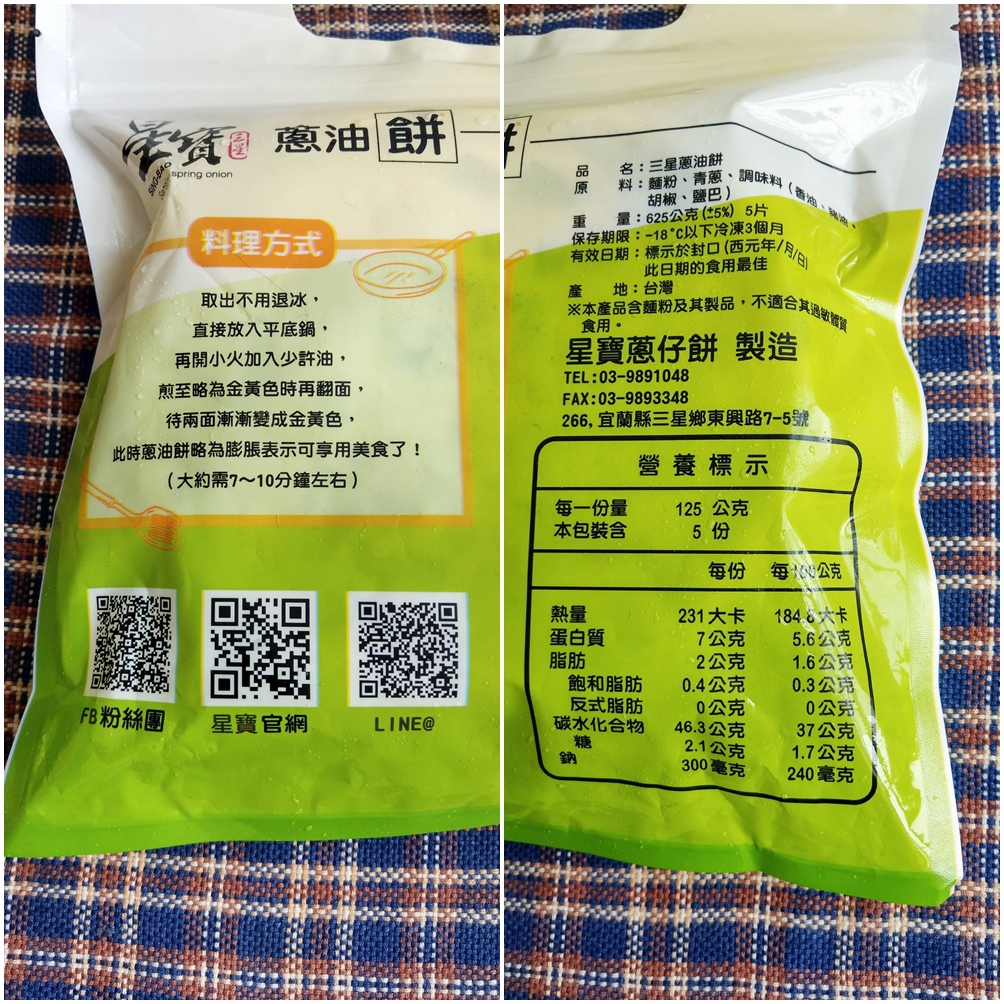 星寶 三星 蔥油餅
SING-BAO
spring onion
料理方式
取出不用退冰，
直接放入平底鍋，
再開小火加入少許油，
煎至略為金黃色時再翻面，
待兩面漸漸變成金黃色，
此時蔥油餅略為膨脹表示可享用美食了！
(大約需7～10分鐘左右)
FB粉絲團
星寶官網
LINE@
品　名：三星蔥油餅
原　料：麵粉、青蔥、調味料(香油、
胡椒、鹽巴)
重　量：625公克(±5%) 5片
保存期限：-18°C以下冷凍3個月
有效日期：標示於封口(西元年/月/日)
此日期的食用最佳
產　地：台灣
※本產品含麵粉及其製品，不適合其過敏體質
食用。
星寶蔥仔餅 製造
TEL:03-9891048
FAX:03-9893348
266,宜蘭縣三星鄉東興路7-5號
營養標示
每一份量 125 公克
本包裝含 5 份
每份 每100公克
熱量 231大卡 184.8大卡
蛋白質 7公克 5.6公克
脂肪 2公克 1.6公克
飽和脂肪 0.4公克 0.3公克
反式脂肪 0公克 0公克
碳水化合物 46.3公克 37公克
糖 2.1公克 1.7公克
鈉 300毫克 240毫克